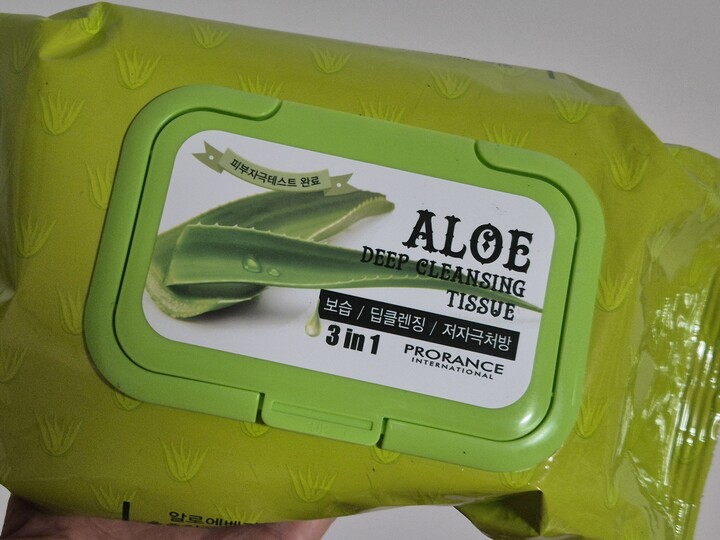 피부자극테스트 완료
ALOE
DEEP CLEANSING
TISSUE
보습 / 딥클렌징 / 저자극처방
3 in 1
PRORANCE
INTERNATIONAL